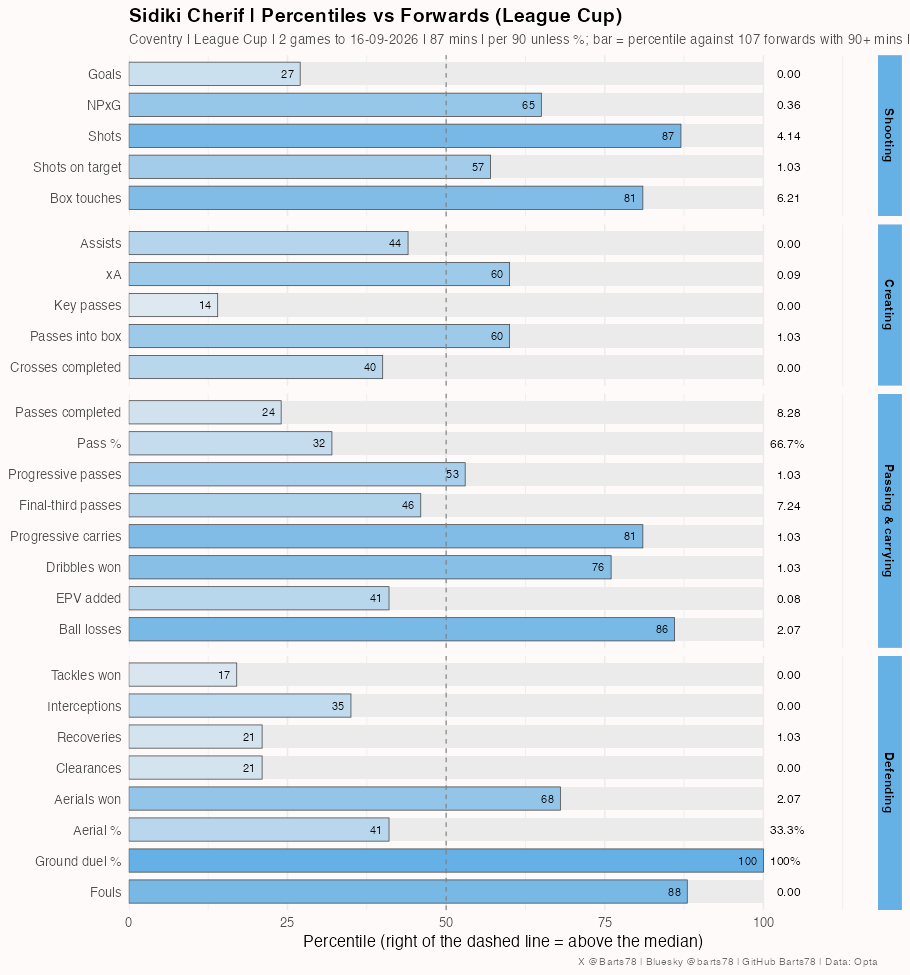 Sidiki Cherif | Percentiles vs Forwards (League Cup)
Coventry | League Cup | 2 games to 16-09-2026 | 87 mins | per 90 unless %; bar = percentile against 107 forwards with 90+ mins |
Goals 27 0.00
NPxG 65 0.36
Shots 87 4.14
Shots on target 57 1.03
Box touches 81 6.21
Shooting
Assists 44 0.00
xA 60 0.09
Key passes 14 0.00
Passes into box 60 1.03
Crosses completed 40 0.00
Creating
Passes completed 24 8.28
Pass % 32 66.7%
Progressive passes 53 1.03
Final-third passes 46 7.24
Progressive carries 81 1.03
Dribbles won 76 1.03
EPV added 41 0.08
Ball losses 86 2.07
Passing & carrying
Tackles won 17 0.00
Interceptions 35 0.00
Recoveries 21 1.03
Clearances 21 0.00
Aerials won 68 2.07
Aerial % 41 33.3%
Ground duel % 100 100%
Fouls 88 0.00
Defending
0 25 50 75 100
Percentile (right of the dashed line = above the median)
X @Barts78 | Bluesky @barts78 | GitHub Barts78 | Data: Opta